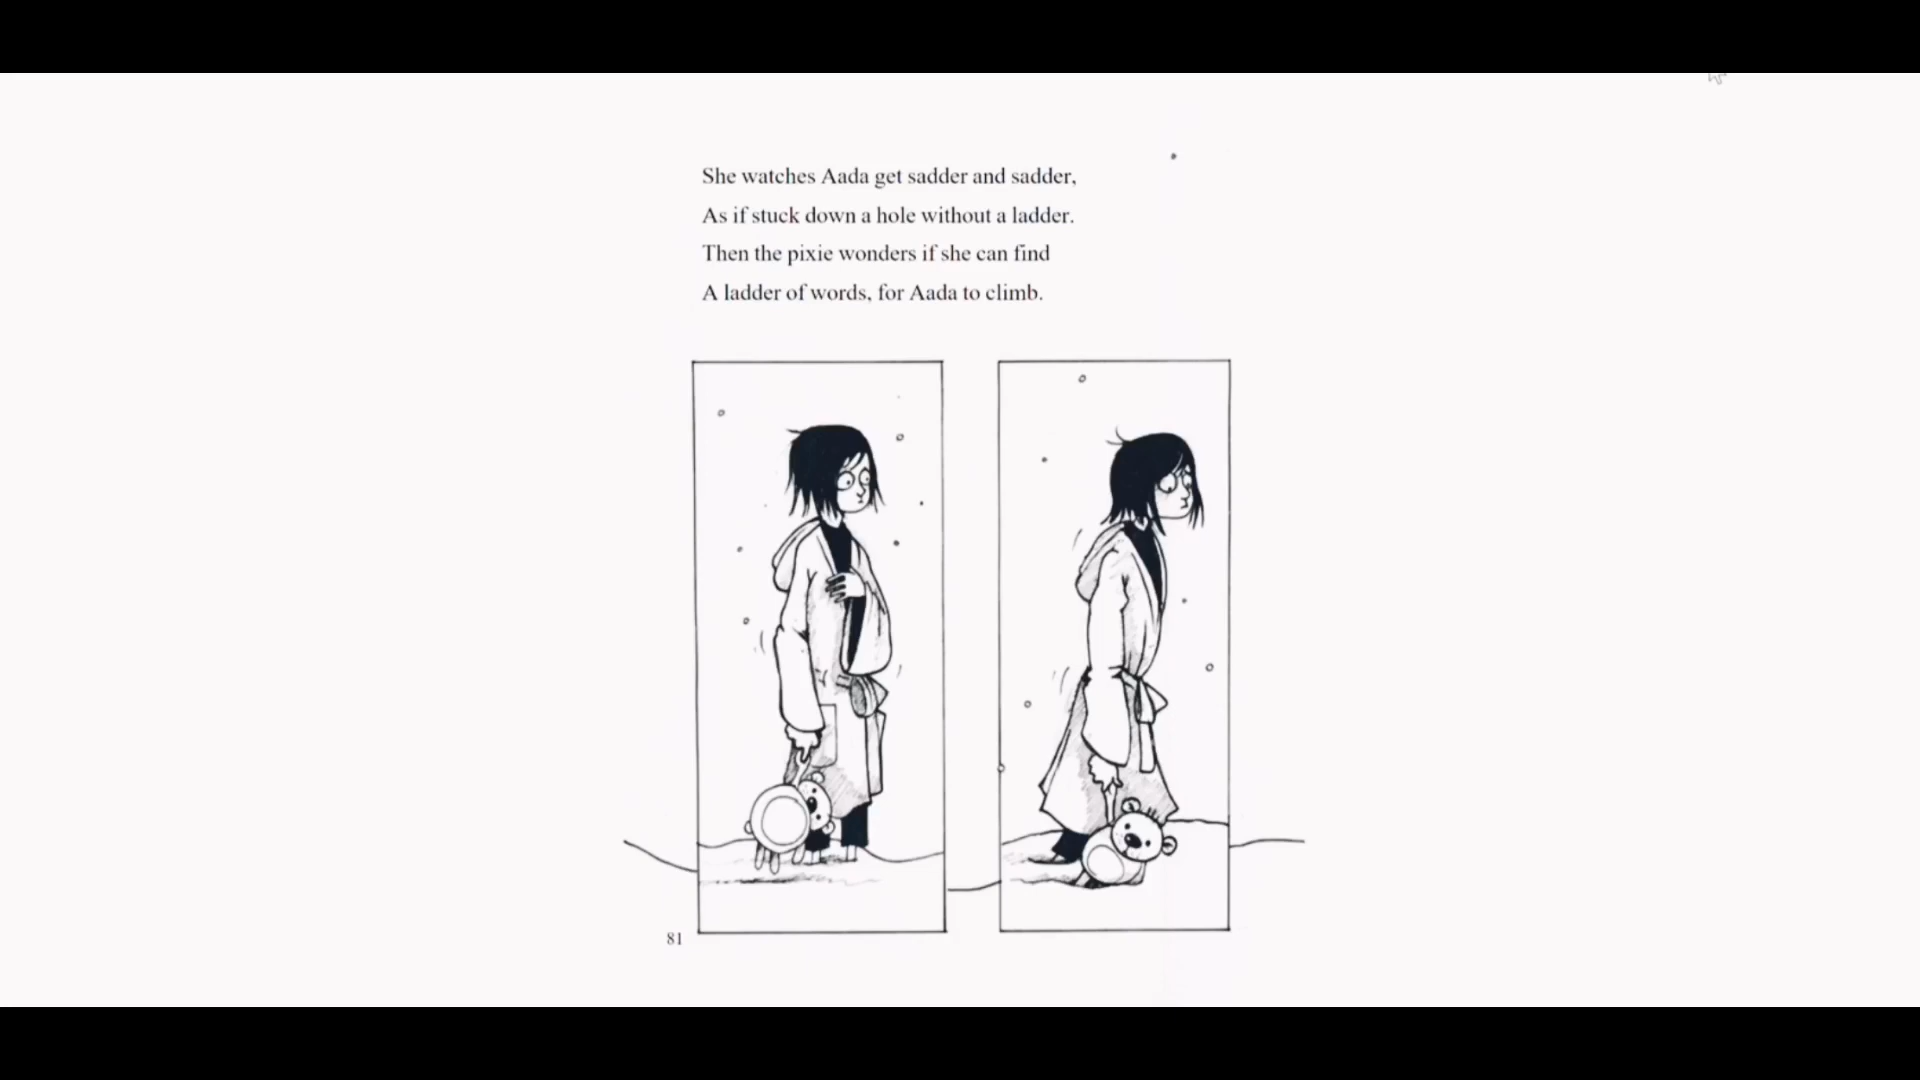 She watches Aada get sadder and sadder,
As if stuck down a hole without a ladder.
Then the pixie wonders if she can find
A ladder of words, for Aada to climb.
81